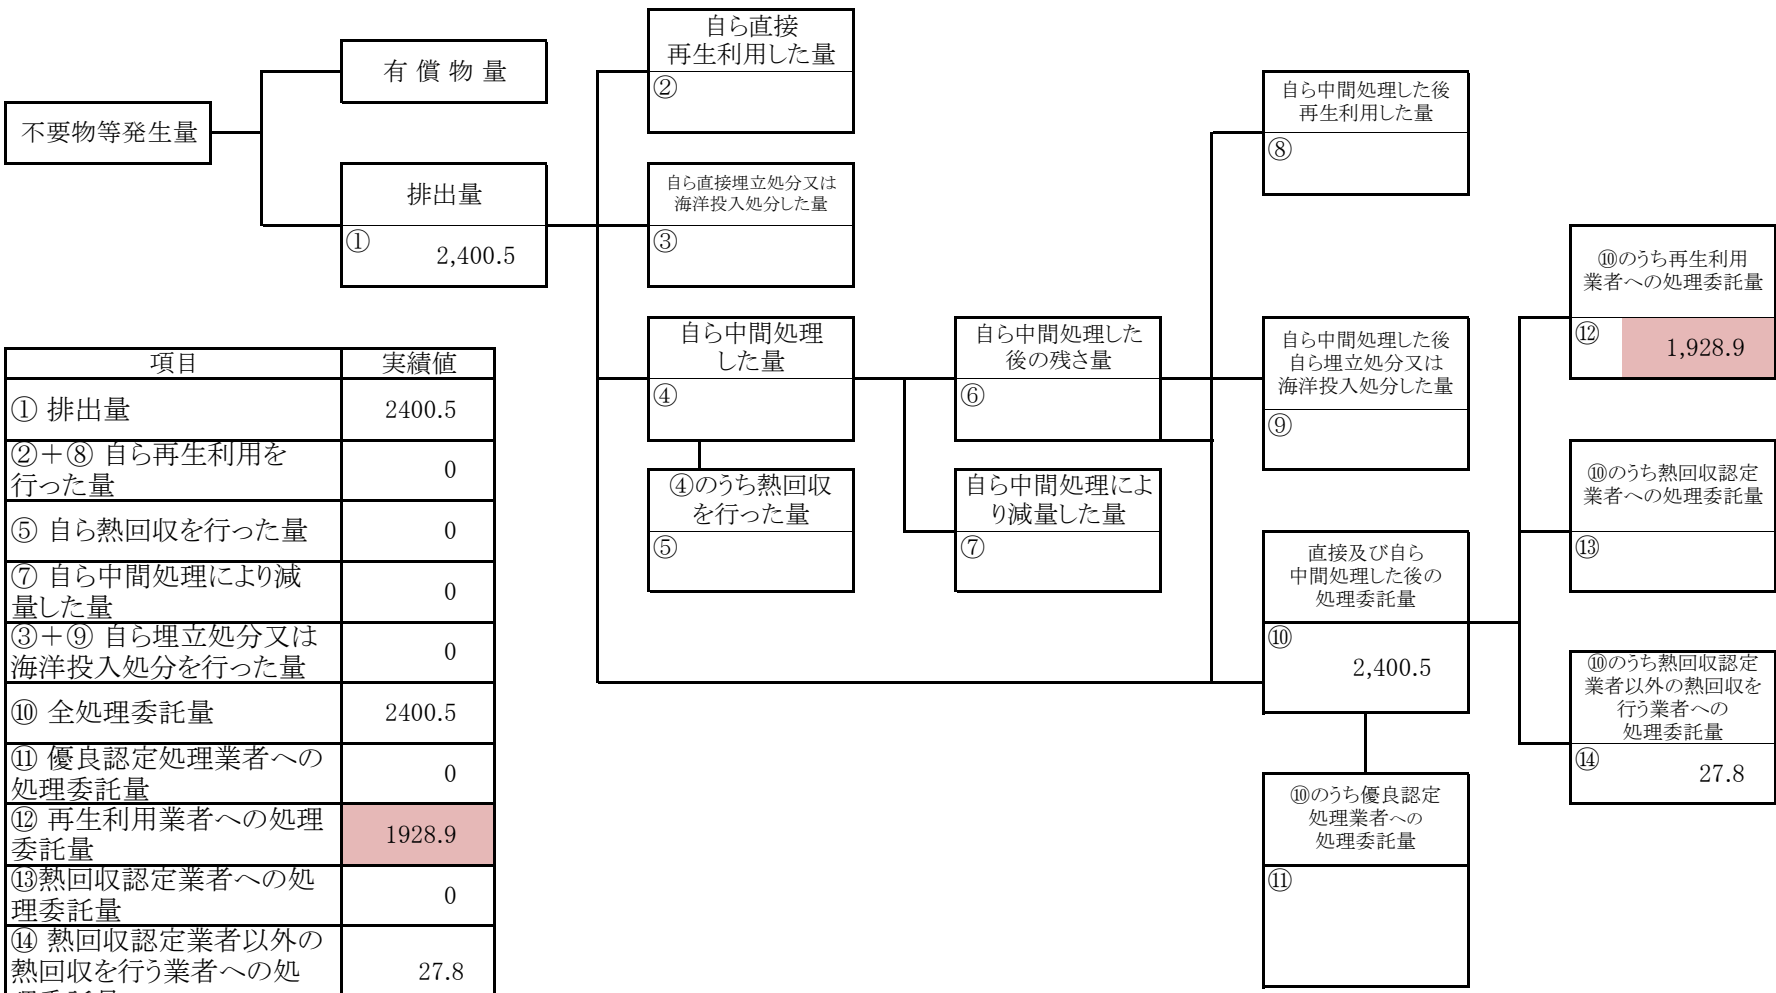 不要物等発生量
有 償 物 量
排出量
①
2,400.5
自ら直接
再生利用した量
②
自ら直接埋立処分又は
海洋投入処分した量
③
自ら中間処理
した量
④
④のうち熱回収
を行った量
⑤
自ら中間処理した
後の残さ量
⑥
自ら中間処理によ
り減量した量
⑦
自ら中間処理した後
再生利用した量
⑧
自ら中間処理した後
自ら埋立処分又は
海洋投入処分した量
⑨
直接及び自ら
中間処理した後の
処理委託量
⑩
2,400.5
⑩のうち優良認定
処理業者への
処理委託量
⑪
⑩のうち再生利用
業者への処理委託量
⑫
1,928.9
⑩のうち熱回収認定
業者への処理委託量
⑬
⑩のうち熱回収認定
業者以外の熱回収を
行う業者への
処理委託量
⑭
27.8
項目 実績値
① 排出量 2400.5
②+⑧ 自ら再生利用を
行った量 0
⑤ 自ら熱回収を行った量 0
⑦ 自ら中間処理により減
量した量 0
③+⑨ 自ら埋立処分又は
海洋投入処分を行った量 0
⑩ 全処理委託量 2400.5
⑪ 優良認定処理業者への
処理委託量 0
⑫ 再生利用業者への処理
委託量 1928.9
⑬熱回収認定業者への処
理委託量 0
⑭ 熱回収認定業者以外の
熱回収を行う業者への処 27.8